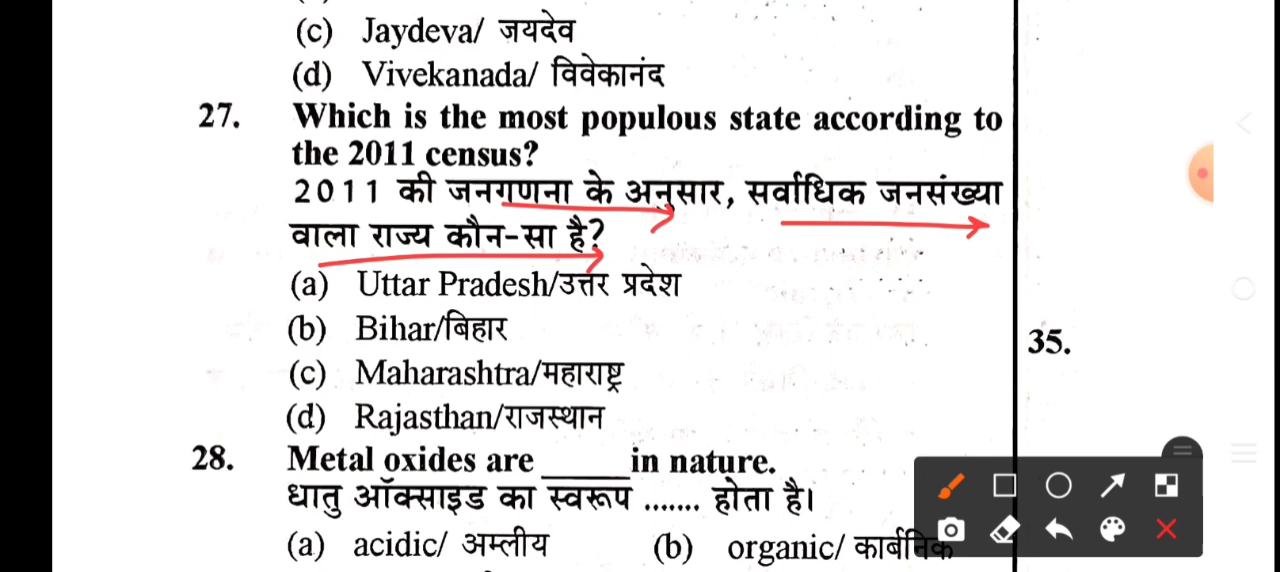 (c) Jaydeva/ जयदेव
(d) Vivekanada/ विवेकानंद
27. Which is the most populous state according to
the 2011 census?
2011 की जनगणना के अनुसार, सर्वाधिक जनसंख्या
वाला राज्य कौन-सा है?
(a) Uttar Pradesh/उत्तर प्रदेश
(b) Bihar/बिहार
(c) Maharashtra/महाराष्ट्र
(d) Rajasthan/राजस्थान
28. Metal oxides are _____ in nature.
धातु ऑक्साइड का स्वरूप ....... होता है।
(a) acidic/ अम्लीय (b) organic/ कार्बनिक
35.